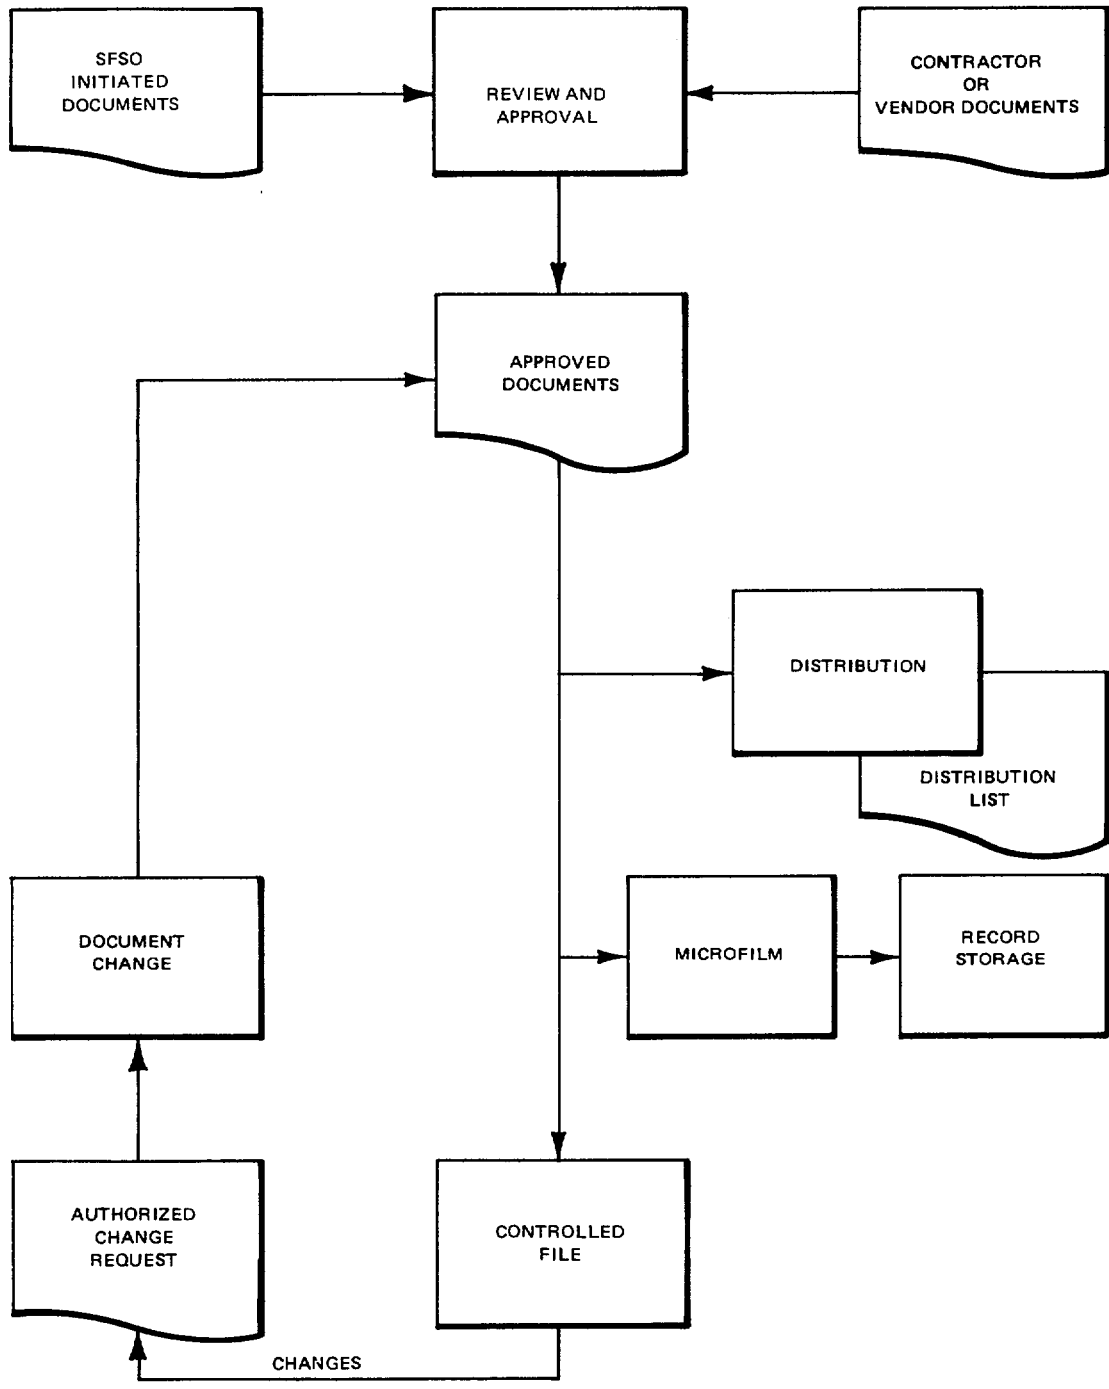 SFSO
INITIATED
DOCUMENTS
REVIEW AND
APPROVAL
CONTRACTOR
OR
VENDOR DOCUMENTS
APPROVED
DOCUMENTS
DISTRIBUTION
DISTRIBUTION
LIST
DOCUMENT
CHANGE
MICROFILM
RECORD
STORAGE
AUTHORIZED
CHANGE
REQUEST
CONTROLLED
FILE
CHANGES